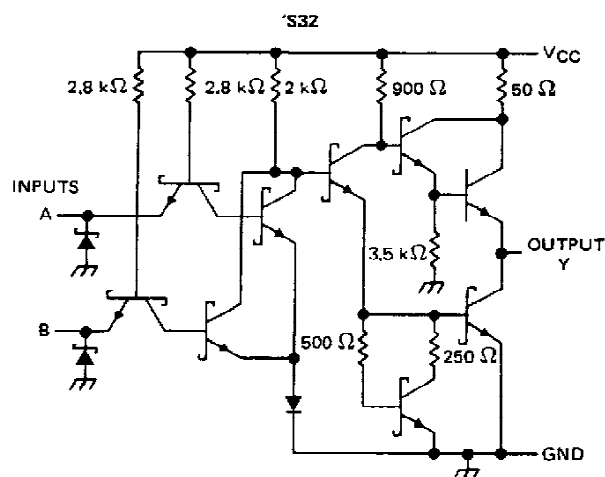 'S32
VCC
2.8 kΩ
2.8 kΩ
2 kΩ
900 Ω
50 Ω
INPUTS
A
3.5 kΩ
OUTPUT
Y
B
500 Ω
250 Ω
GND